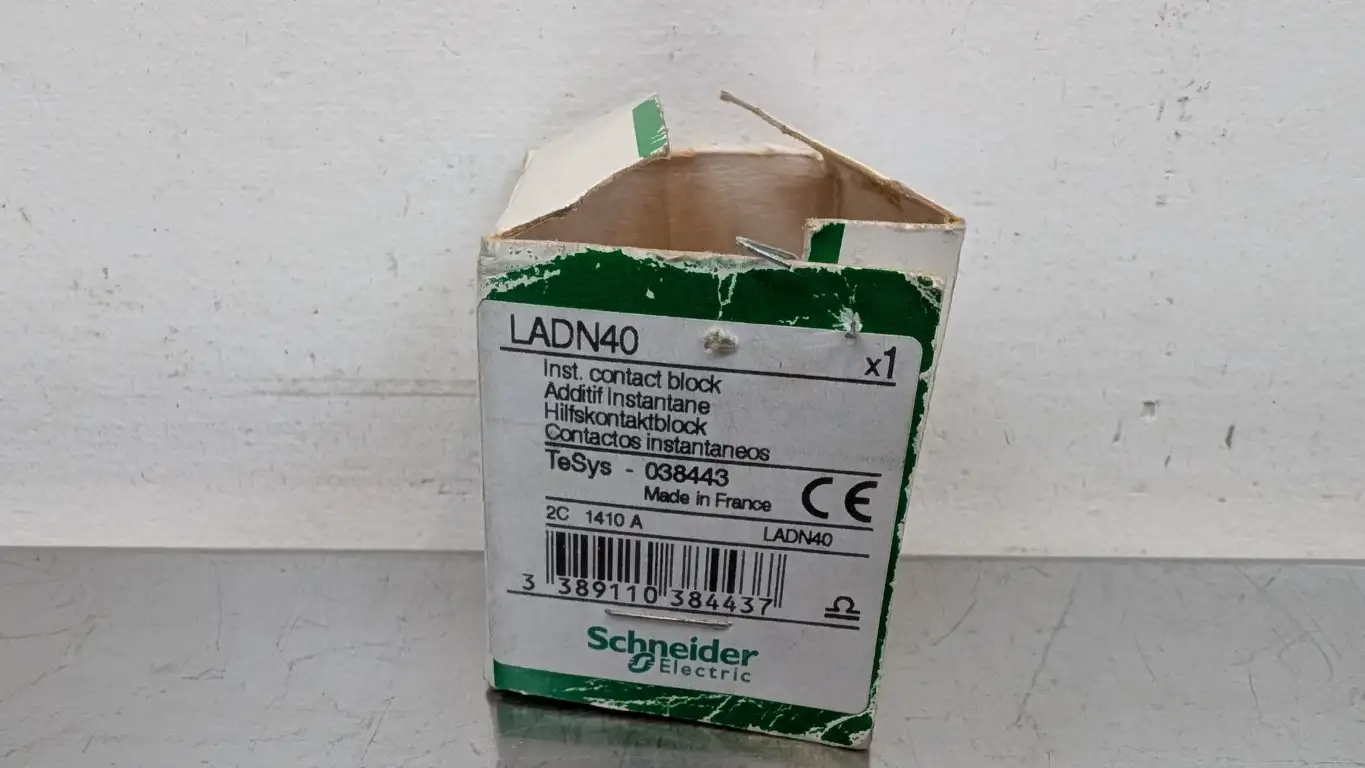 LADN40
x1
Inst. contact block
Additif Instantane
Hilfskontaktblock
Contactos instantaneos
TeSys - 038443
Made in France
CE
2C 1410 A
LADN40
3 389110 384437
Schneider
Electric